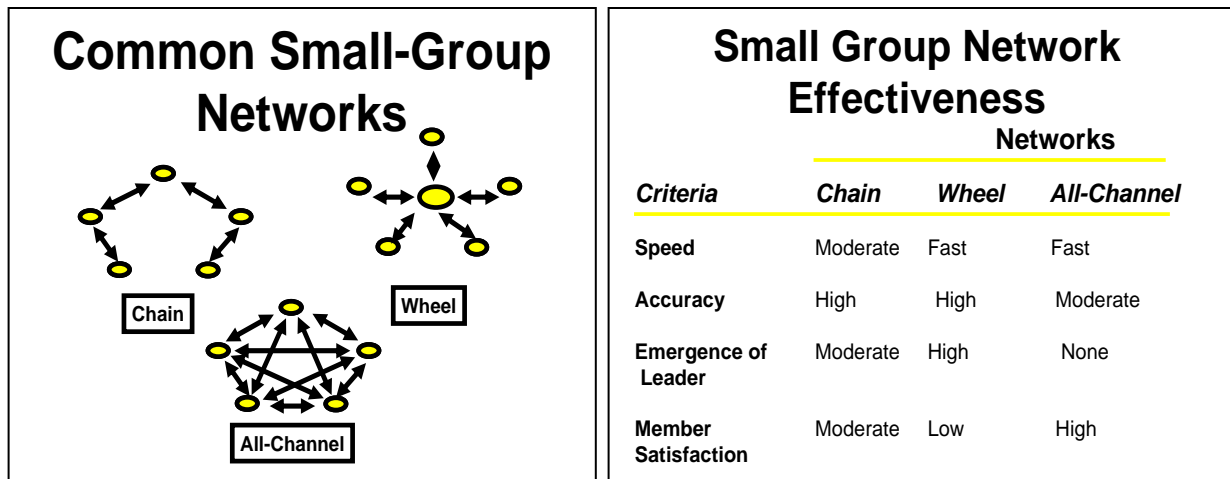 Common Small-Group
Networks
Chain
Wheel
All-Channel
Small Group Network
Effectiveness
Networks
Criteria Chain Wheel All-Channel
Speed Moderate Fast Fast
Accuracy High High Moderate
Emergence of Moderate High None
Leader
Member Moderate Low High
Satisfaction